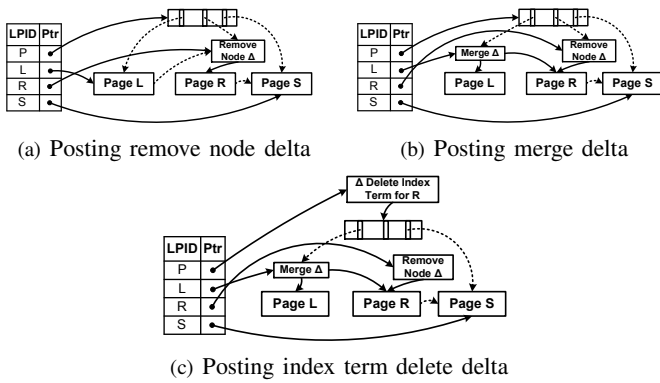 LPID Ptr
P
L
R
S
Remove
Node Δ
Page L
Page R
Page S
(a) Posting remove node delta
LPID Ptr
P
L
R
S
Merge Δ
Remove
Node Δ
Page L
Page R
Page S
(b) Posting merge delta
Δ Delete Index
Term for R
LPID Ptr
P
L
R
S
Merge Δ
Remove
Node Δ
Page L
Page R
Page S
(c) Posting index term delete delta